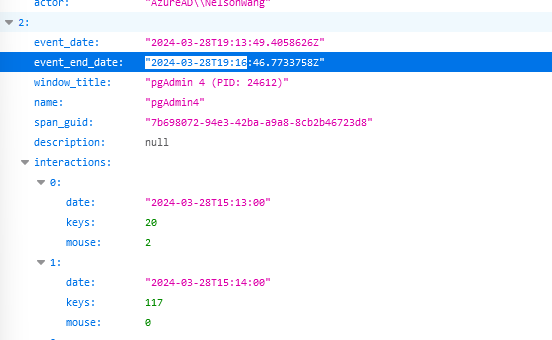 actor: "AzureAD\\Nelsonwang"
2:
event_date: "2024-03-28T19:13:49.4058626Z"
event_end_date: "2024-03-28T19:16:46.7733758Z"
window_title: "pgAdmin 4 (PID: 24612)"
name: "pgAdmin4"
span_guid: "7b698072-94e3-42ba-a9a8-8cb2b46723d8"
description: null
interactions:
0:
date: "2024-03-28T15:13:00"
keys: 20
mouse: 2
1:
date: "2024-03-28T15:14:00"
keys: 117
mouse: 0